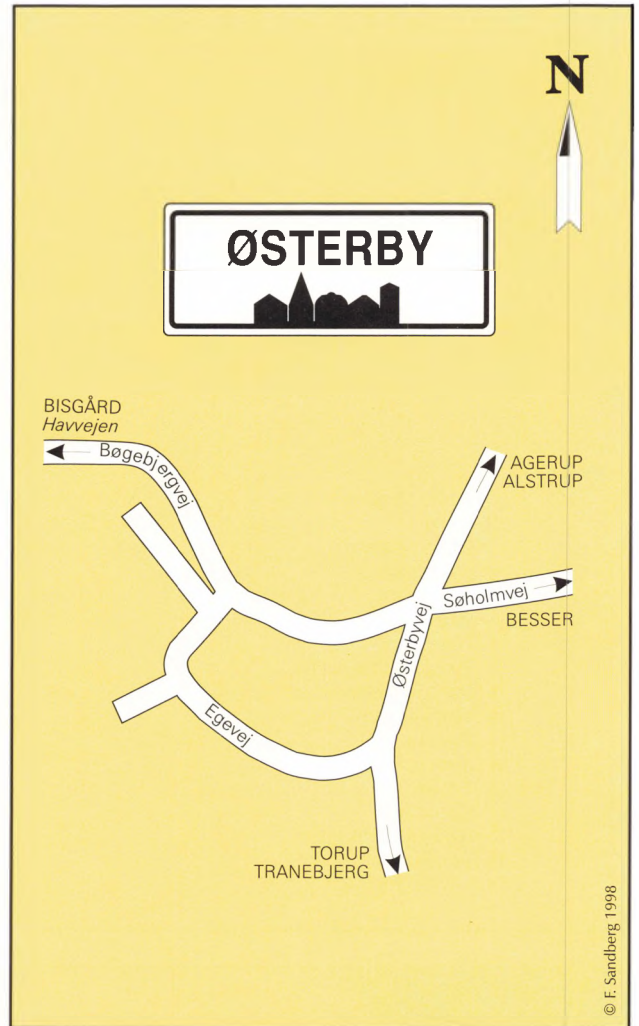 N
ØSTERBY
BISGÅRD
Havvejen
Bøgebjergvej
AGERUP
ALSTRUP
Søholmvej
BESSER
Østerbyvej
Egevej
TORUP
TRANEBJERG
© F. Sandberg 1998